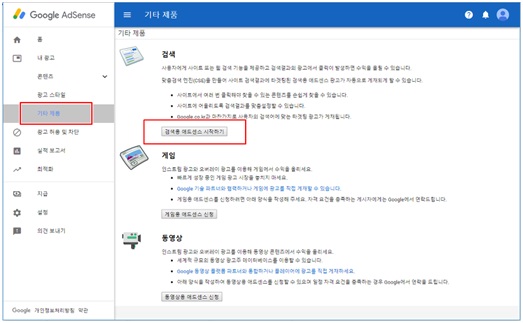 Google AdSense
기타 제품
홈
내 광고
콘텐츠
광고 스타일
기타 제품
광고 허용 및 차단
실적 보고서
최적화
지급
설정
의견 보내기
Google 개인정보처리방침 약관
기타 제품
검색
사용자에게 사이트 또는 웹 검색 기능을 제공하고 검색결과의 광고에서 클릭이 발생하면 수익을 올릴 수 있습니다.
맞춤검색 엔진(CSE)을 만들어 사이트 검색결과에 타겟팅된 검색용 애드센스 광고가 자동으로 게재되게 할 수 있습니다.
사이트에서 여러 번 클릭해야 찾을 수 있는 콘텐츠를 손쉽게 찾을 수 있습니다.
사이트에 어울리도록 검색결과를 맞춤설정할 수 있습니다.
Google.co.kr과 마찬가지로 사용자의 검색어에 맞는 타겟팅 광고가 게재됩니다.
검색용 애드센스 시작하기
게임
인스트림 광고와 오버레이 광고를 이용해 게임에서 수익을 올리세요.
빠르게 성장 중인 게임 광고 시장을 놓치지 마세요.
Google 기술 파트너와 협력하거나 게임에 광고를 직접 게재할 수 있습니다.
게임용 애드센스를 신청하려면 아래 양식을 작성해 주세요. 자격 요건을 충족하는 게시자에게는 Google에서 연락드립니다.
게임용 애드센스 신청
동영상
인스트림 광고와 오버레이 광고를 이용해 동영상 콘텐츠에서 수익을 올리세요.
세계적 규모의 동영상 광고주 데이터베이스를 이용할 수 있습니다.
Google 동영상 플랫폼 파트너와 통합하거나 플레이어에 광고를 직접 게재하세요.
아래 양식을 작성하여 동영상용 애드센스를 신청할 수 있으며 일정 자격 요건을 충족하는 경우 Google에서 연락을 드립니다.
동영상용 애드센스 신청